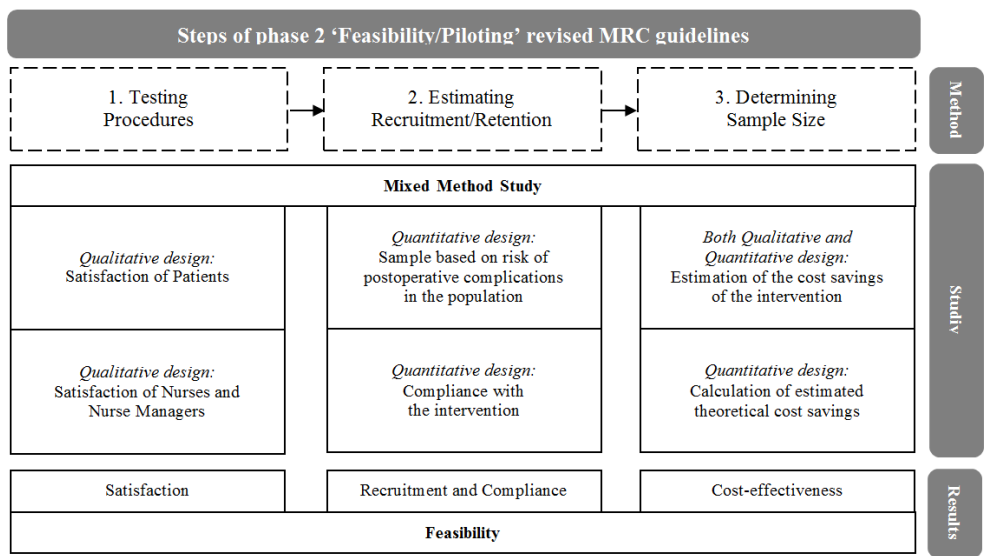 Steps of phase 2 ‘Feasibility/Piloting’ revised MRC guidelines
1. Testing
Procedures
2. Estimating
Recruitment/Retention
3. Determining
Sample Size
Method
Mixed Method Study
Qualitative design:
Satisfaction of Patients
Quantitative design:
Sample based on risk of
postoperative complications
in the population
Both Qualitative and
Quantitative design:
Estimation of the cost savings
of the intervention
Qualitative design:
Satisfaction of Nurses and
Nurse Managers
Quantitative design:
Compliance with
the intervention
Quantitative design:
Calculation of estimated
theoretical cost savings
Studiy
Satisfaction
Recruitment and Compliance
Cost-effectiveness
Feasibility
Results